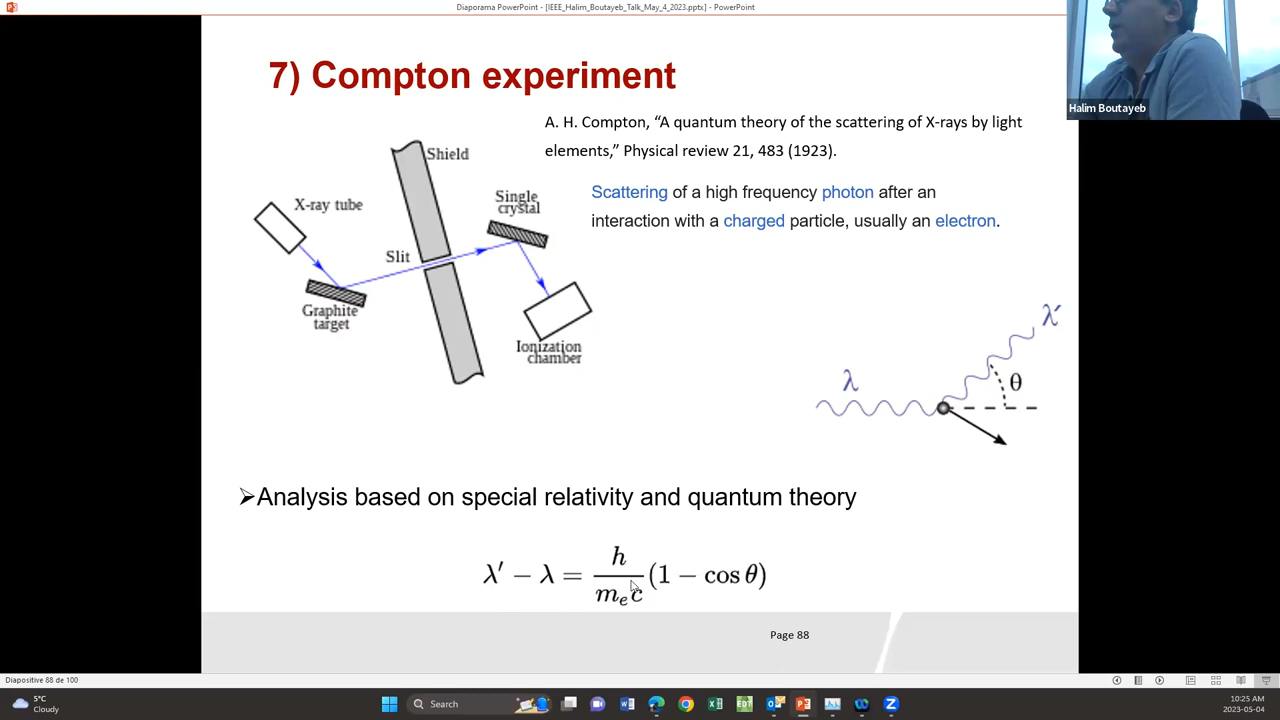 Diaporama PowerPoint - [IEEE_Halim_Boutayeb_Talk_May_4_2023.pptx] - PowerPoint
Halim Boutayeb
7) Compton experiment
A. H. Compton, “A quantum theory of the scattering of X-rays by light
elements,” Physical review 21, 483 (1923).
Scattering of a high frequency photon after an
interaction with a charged particle, usually an electron.
Shield
X-ray tube
Single
crystal
Slit
Graphite
target
Ionization
chamber
λ
λ′
θ
➢Analysis based on special relativity and quantum theory
λ′ − λ = h / mₑc (1 − cos θ)
Page 88
Diapositive 88 de 100
5°C
Cloudy
Search
EDT
10:25 AM
2023-05-04